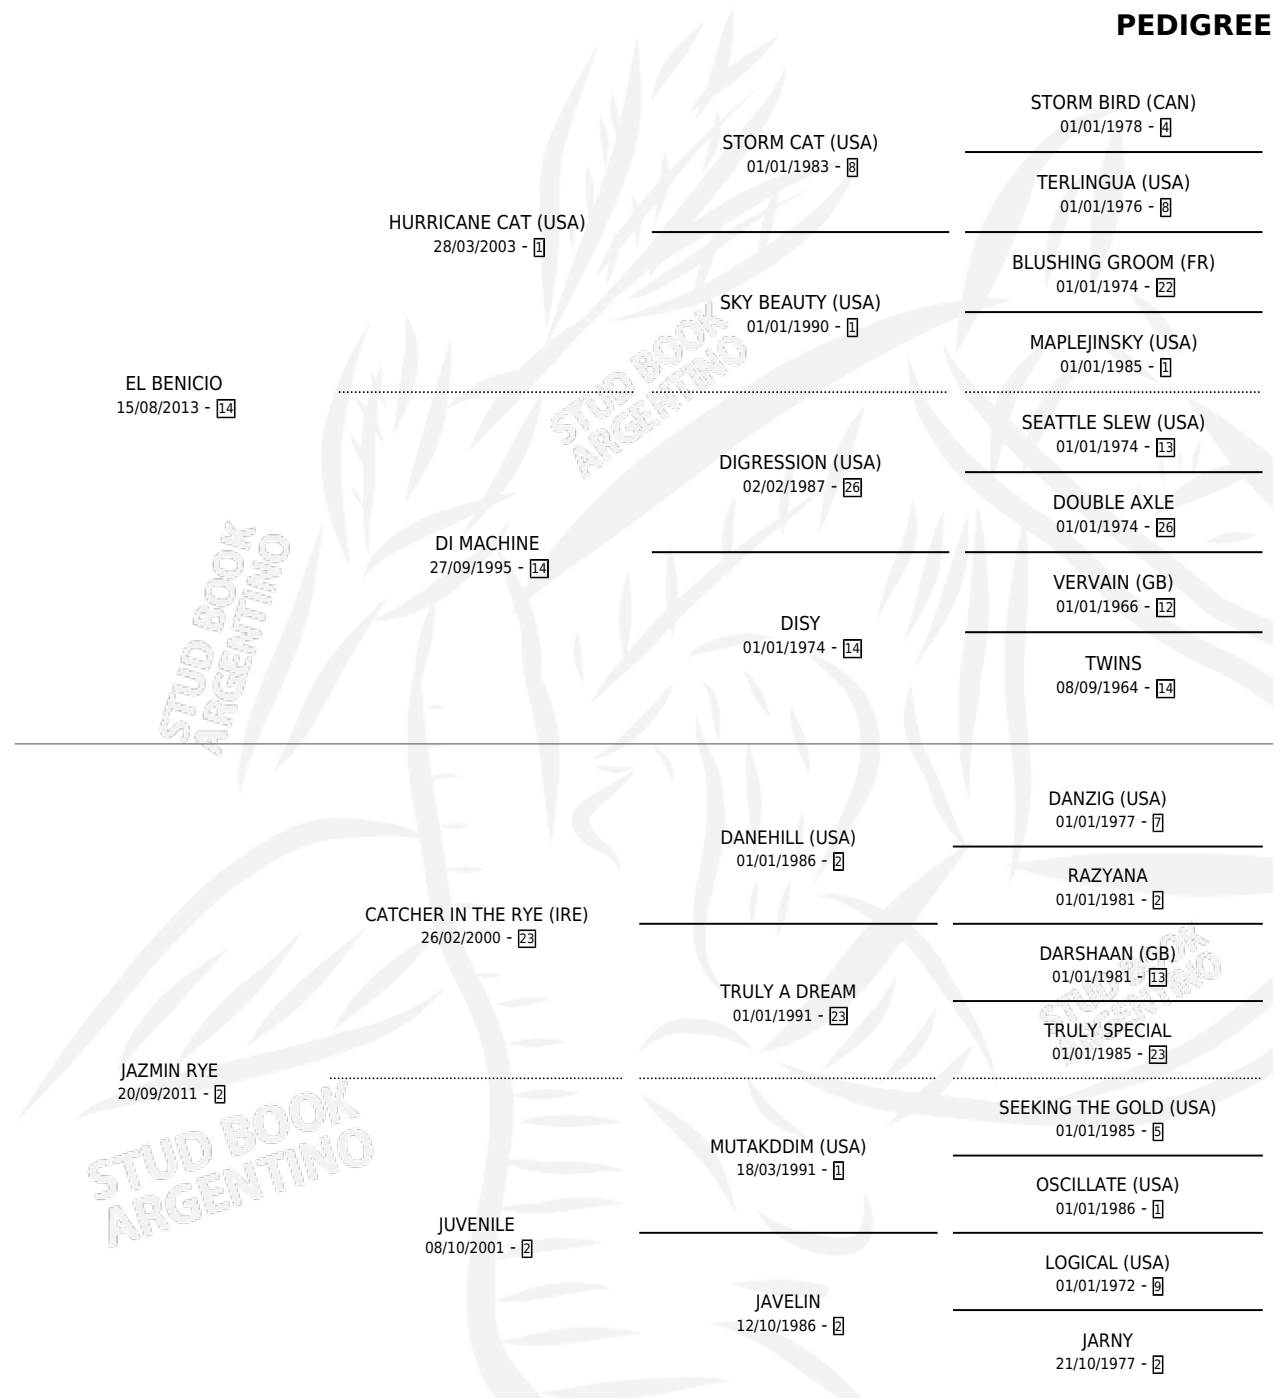 PEDIGREE
STORM BIRD (CAN)
01/01/1978 - 4
STORM CAT (USA)
01/01/1983 - 8
TERLINGUA (USA)
01/01/1976 - 8
HURRICANE CAT (USA)
28/03/2003 - 1
BLUSHING GROOM (FR)
01/01/1974 - 22
SKY BEAUTY (USA)
01/01/1990 - 1
MAPLEJINSKY (USA)
01/01/1985 - 1
EL BENICIO
15/08/2013 - 14
SEATTLE SLEW (USA)
01/01/1974 - 13
DIGRESSION (USA)
02/02/1987 - 26
DOUBLE AXLE
01/01/1974 - 26
DI MACHINE
27/09/1995 - 14
VERVAIN (GB)
01/01/1966 - 12
DISY
01/01/1974 - 14
TWINS
08/09/1964 - 14
DANZIG (USA)
01/01/1977 - 7
DANEHILL (USA)
01/01/1986 - 2
RAZYANA
01/01/1981 - 2
CATCHER IN THE RYE (IRE)
26/02/2000 - 23
DARSHAAN (GB)
01/01/1981 - 13
TRULY A DREAM
01/01/1991 - 23
TRULY SPECIAL
01/01/1985 - 23
JAZMIN RYE
20/09/2011 - 2
SEEKING THE GOLD (USA)
01/01/1985 - 5
MUTAKDDIM (USA)
18/03/1991 - 1
OSCILLATE (USA)
01/01/1986 - 1
JUVENILE
08/10/2001 - 2
LOGICAL (USA)
01/01/1972 - 9
JAVELIN
12/10/1986 - 2
JARNY
21/10/1977 - 2
STUD BOOK
ARGENTINO
STUD BOOK
ARGENTINO
STUD BOOK
ARGENTINO
STUD BOOK
ARGENTINO